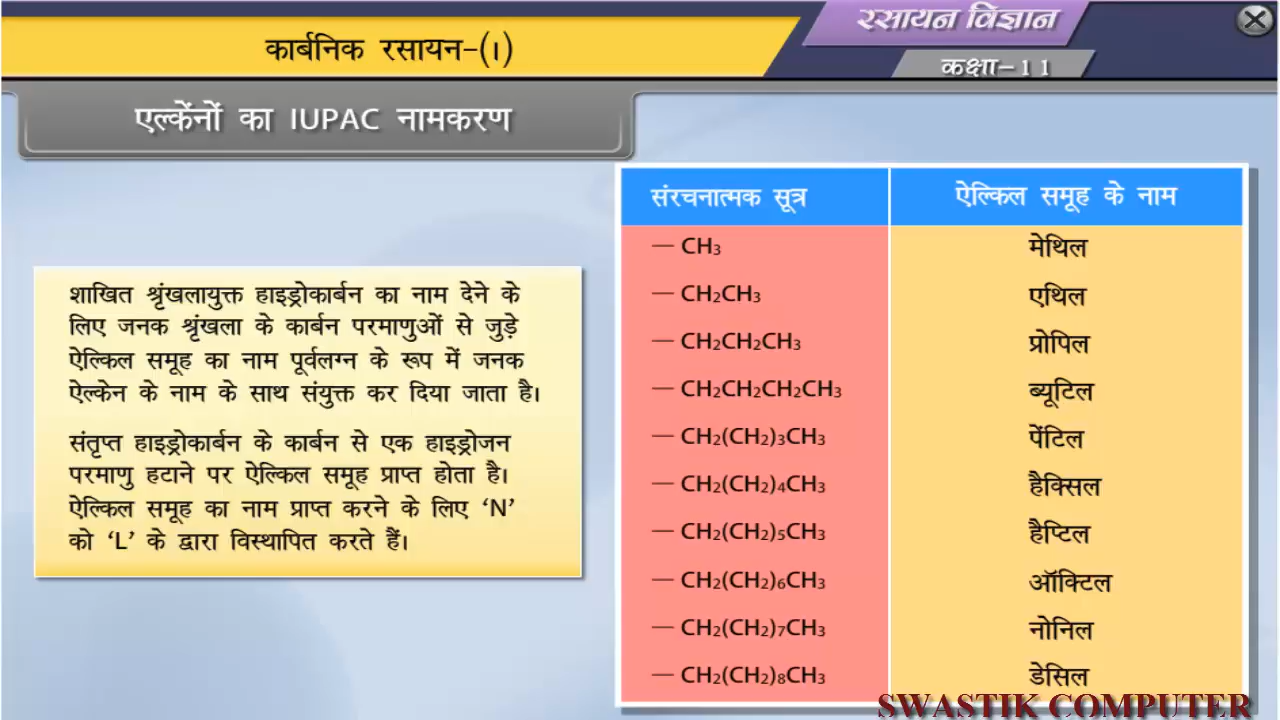 रसायन विज्ञान
कार्बनिक रसायन-(I)
कक्षा-11
एल्केंनों का IUPAC नामकरण
शाखित श्रृंखलायुक्त हाइड्रोकार्बन का नाम देने के
लिए जनक श्रृंखला के कार्बन परमाणुओं से जुड़े
ऐल्किल समूह का नाम पूर्वलग्न के रूप में जनक
ऐल्केन के नाम के साथ संयुक्त कर दिया जाता है।
संतृप्त हाइड्रोकार्बन के कार्बन से एक हाइड्रोजन
परमाणु हटाने पर ऐल्किल समूह प्राप्त होता है।
ऐल्किल समूह का नाम प्राप्त करने के लिए ‘N’
को ‘L’ के द्वारा विस्थापित करते हैं।
संरचनात्मक सूत्र ऐल्किल समूह के नाम
— CH₃ मेथिल
— CH₂CH₃ एथिल
— CH₂CH₂CH₃ प्रोपिल
— CH₂CH₂CH₂CH₃ ब्यूटिल
— CH₂(CH₂)₃CH₃ पेंटिल
— CH₂(CH₂)₄CH₃ हैक्सिल
— CH₂(CH₂)₅CH₃ हैप्टिल
— CH₂(CH₂)₆CH₃ ऑक्टिल
— CH₂(CH₂)₇CH₃ नोनिल
— CH₂(CH₂)₈CH₃ डेसिल
SWASTIK COMPUTER